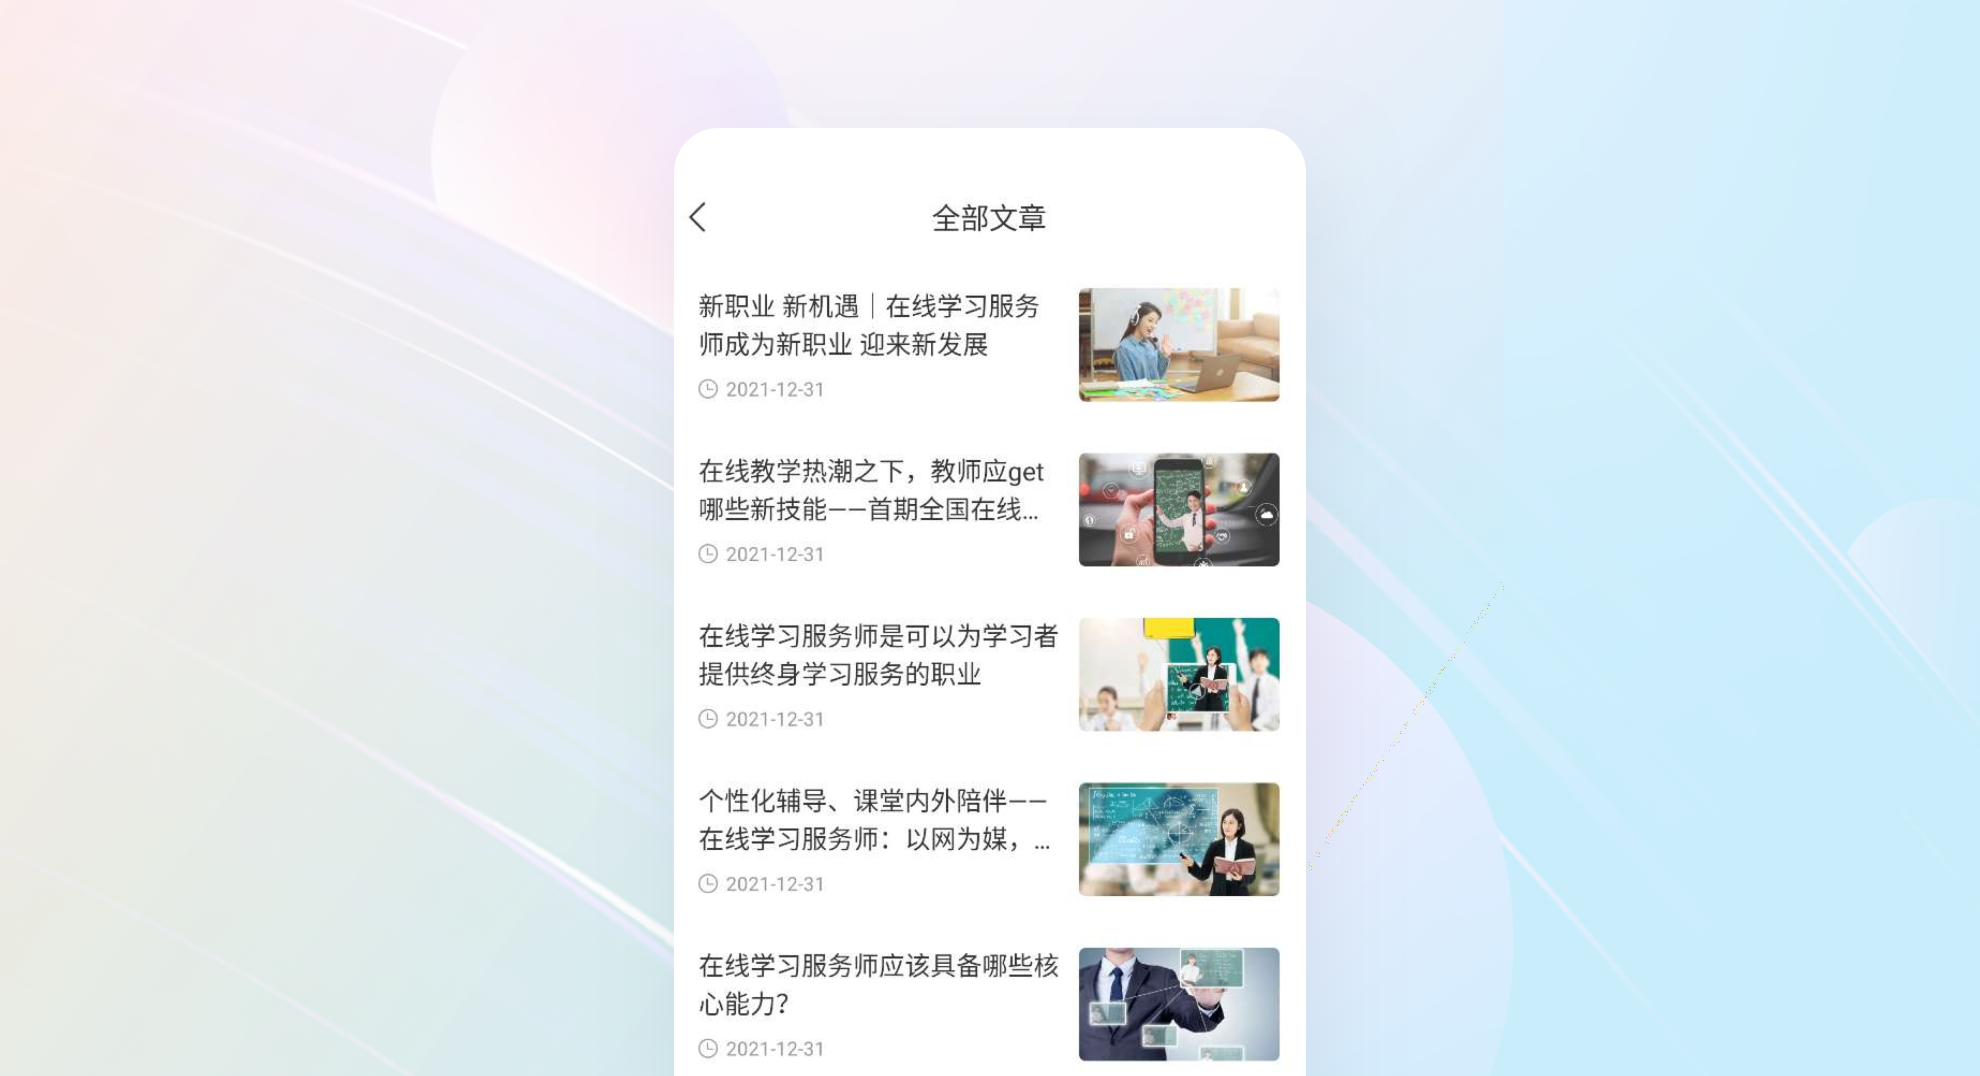 全部文章
新职业 新机遇｜在线学习服务
师成为新职业 迎来新发展
2021-12-31
在线教学热潮之下，教师应get
哪些新技能——首期全国在线...
2021-12-31
在线学习服务师是可以为学习者
提供终身学习服务的职业
2021-12-31
个性化辅导、课堂内外陪伴——
在线学习服务师：以网为媒，...
2021-12-31
在线学习服务师应该具备哪些核
心能力？
2021-12-31